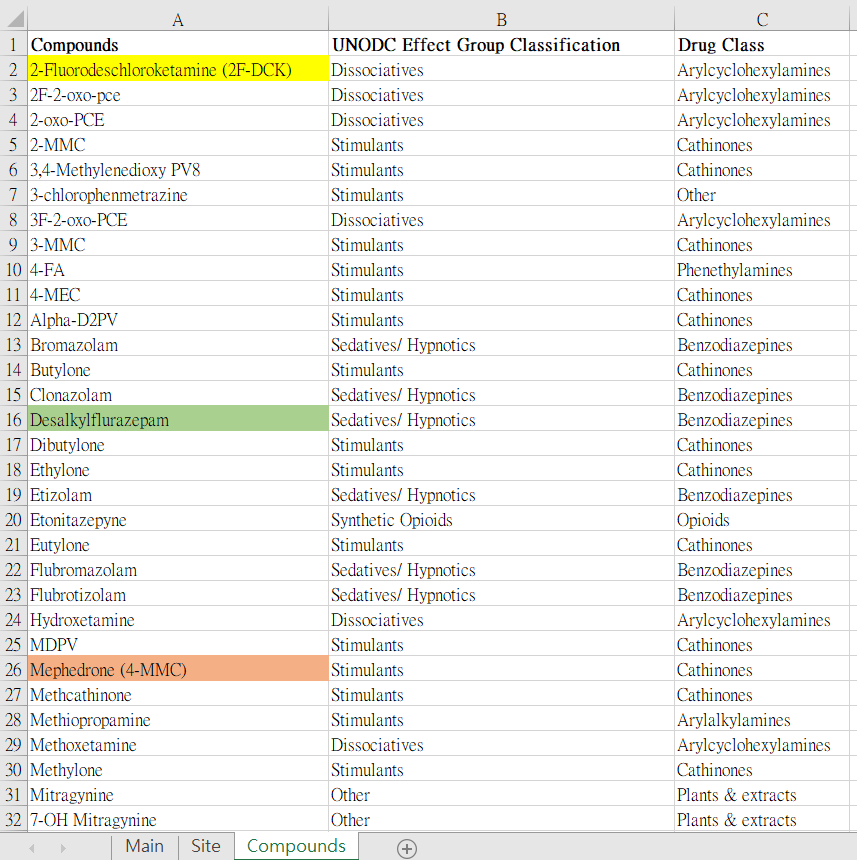 A B C
1 Compounds UNODC Effect Group Classification Drug Class
2 2-Fluorodeschloroketamine (2F-DCK) Dissociatives Arylcyclohexylamines
3 2F-2-oxo-pce Dissociatives Arylcyclohexylamines
4 2-oxo-PCE Dissociatives Arylcyclohexylamines
5 2-MMC Stimulants Cathinones
6 3,4-Methylenedioxy PV8 Stimulants Cathinones
7 3-chlorophenmetrazine Stimulants Other
8 3F-2-oxo-PCE Dissociatives Arylcyclohexylamines
9 3-MMC Stimulants Cathinones
10 4-FA Stimulants Phenethylamines
11 4-MEC Stimulants Cathinones
12 Alpha-D2PV Stimulants Cathinones
13 Bromazolam Sedatives/ Hypnotics Benzodiazepines
14 Butylone Stimulants Cathinones
15 Clonazolam Sedatives/ Hypnotics Benzodiazepines
16 Desalkylflurazepam Sedatives/ Hypnotics Benzodiazepines
17 Dibutylone Stimulants Cathinones
18 Ethylone Stimulants Cathinones
19 Etizolam Sedatives/ Hypnotics Benzodiazepines
20 Etonitazepyne Synthetic Opioids Opioids
21 Eutylone Stimulants Cathinones
22 Flubromazolam Sedatives/ Hypnotics Benzodiazepines
23 Flubrotizolam Sedatives/ Hypnotics Benzodiazepines
24 Hydroxetamine Dissociatives Arylcyclohexylamines
25 MDPV Stimulants Cathinones
26 Mephedrone (4-MMC) Stimulants Cathinones
27 Methcathinone Stimulants Cathinones
28 Methiopropamine Stimulants Arylalkylamines
29 Methoxetamine Dissociatives Arylcyclohexylamines
30 Methylone Stimulants Cathinones
31 Mitragynine Other Plants & extracts
32 7-OH Mitragynine Other Plants & extracts
Main Site Compounds